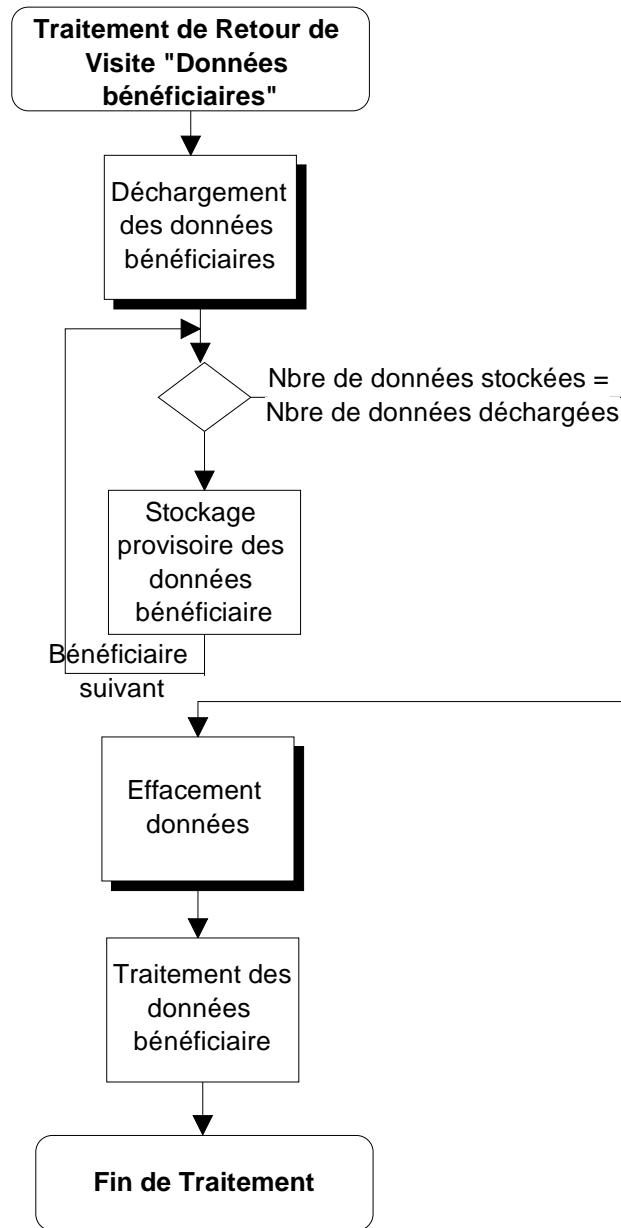 Traitement de Retour de
Visite "Données
bénéficiaires"
Déchargement
des données
bénéficiaires
Nbre de données stockées =
Nbre de données déchargées
Stockage
provisoire des
données
bénéficiaire
Bénéficiaire
suivant
Effacement
données
Traitement des
données
bénéficiaire
Fin de Traitement